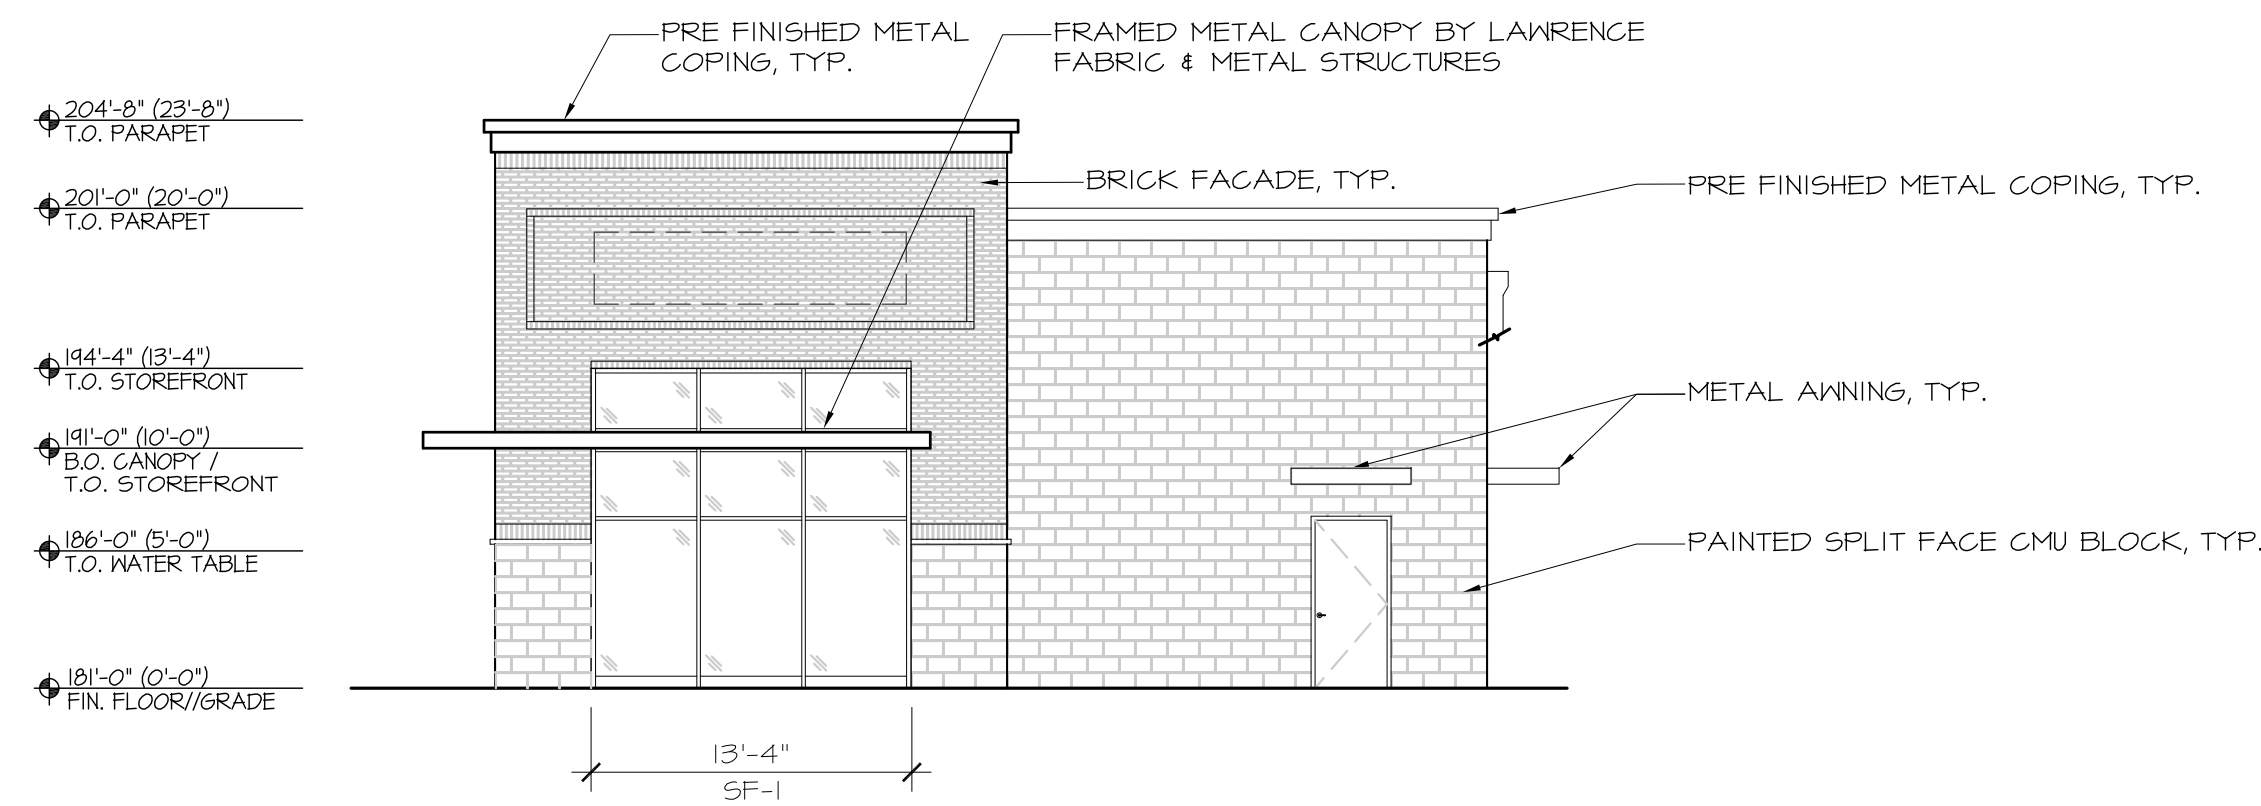 PRE FINISHED METAL
COPING, TYP.
FRAMED METAL CANOPY BY LAWRENCE
FABRIC & METAL STRUCTURES
204'-8" (23'-8")
T.O. PARAPET
BRICK FACADE, TYP.
PRE FINISHED METAL COPING, TYP.
201'-0" (20'-0")
T.O. PARAPET
194'-4" (13'-4")
T.O. STOREFRONT
METAL AWNING, TYP.
191'-0" (10'-0")
B.O. CANOPY /
T.O. STOREFRONT
186'-0" (5'-0")
T.O. WATER TABLE
PAINTED SPLIT FACE CMU BLOCK, TYP.
181'-0" (0'-0")
FIN. FLOOR//GRADE
13'-4"
SF-1